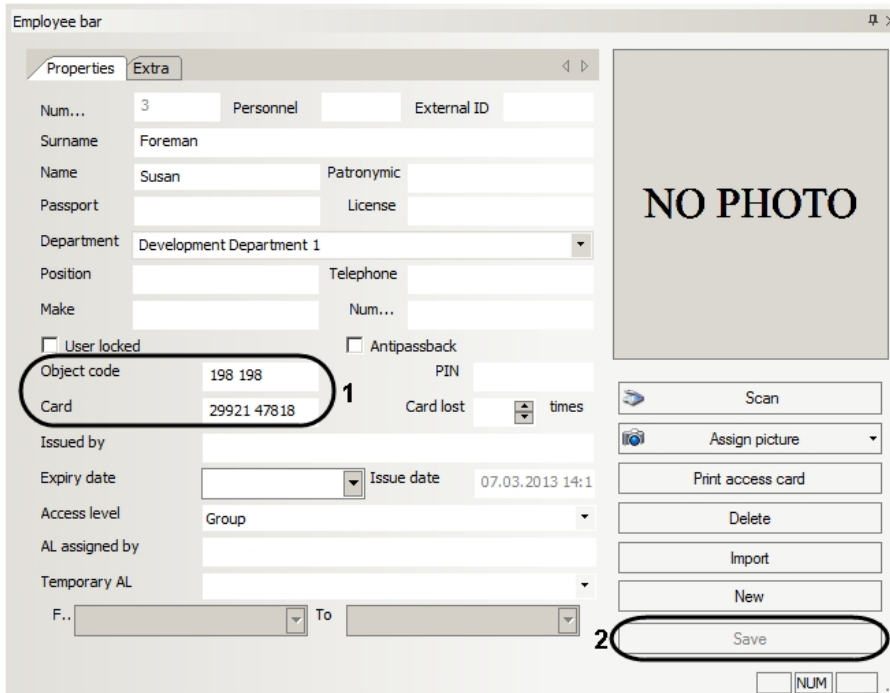 Employee bar
Properties Extra
Num... 3 Personnel External ID
Surname Foreman
Name Susan Patronymic
Passport License
Department Development Department 1
Position Telephone
Make Num...
User locked Antipassback
Object code 198 198 PIN
1
Card 29921 47818 Card lost times
Issued by
Expiry date Issue date 07.03.2013 14:1
Access level Group
AL assigned by
Temporary AL
F.. To
NO PHOTO
Scan
Assign picture
Print access card
Delete
Import
New
2 Save
NUM